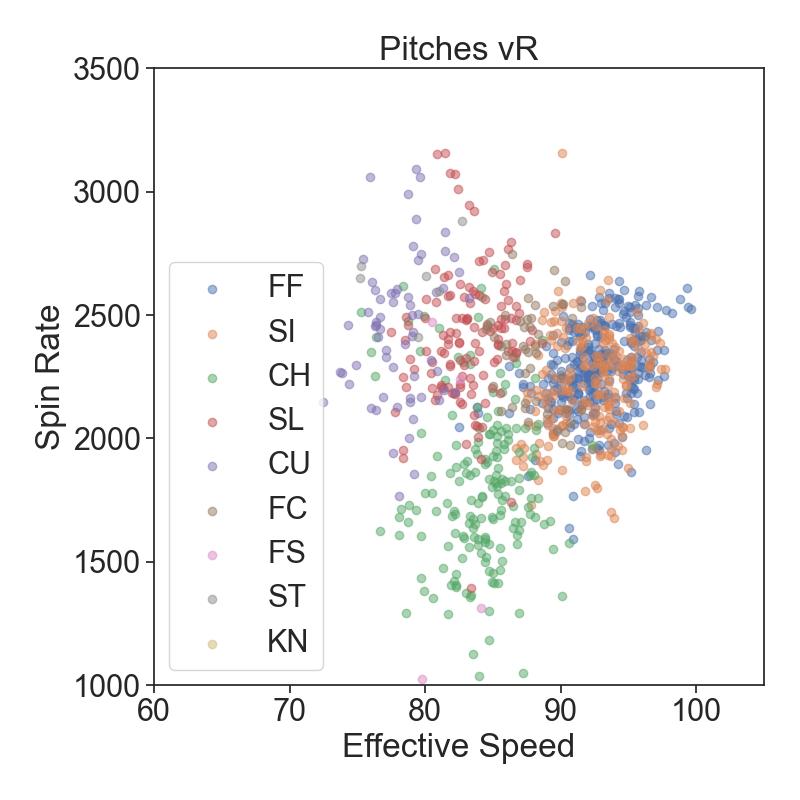 Pitches vR
3500
3000
2500
2000
1500
1000
Spin Rate
FF
SI
CH
SL
CU
FC
FS
ST
KN
60 70 80 90 100
Effective Speed